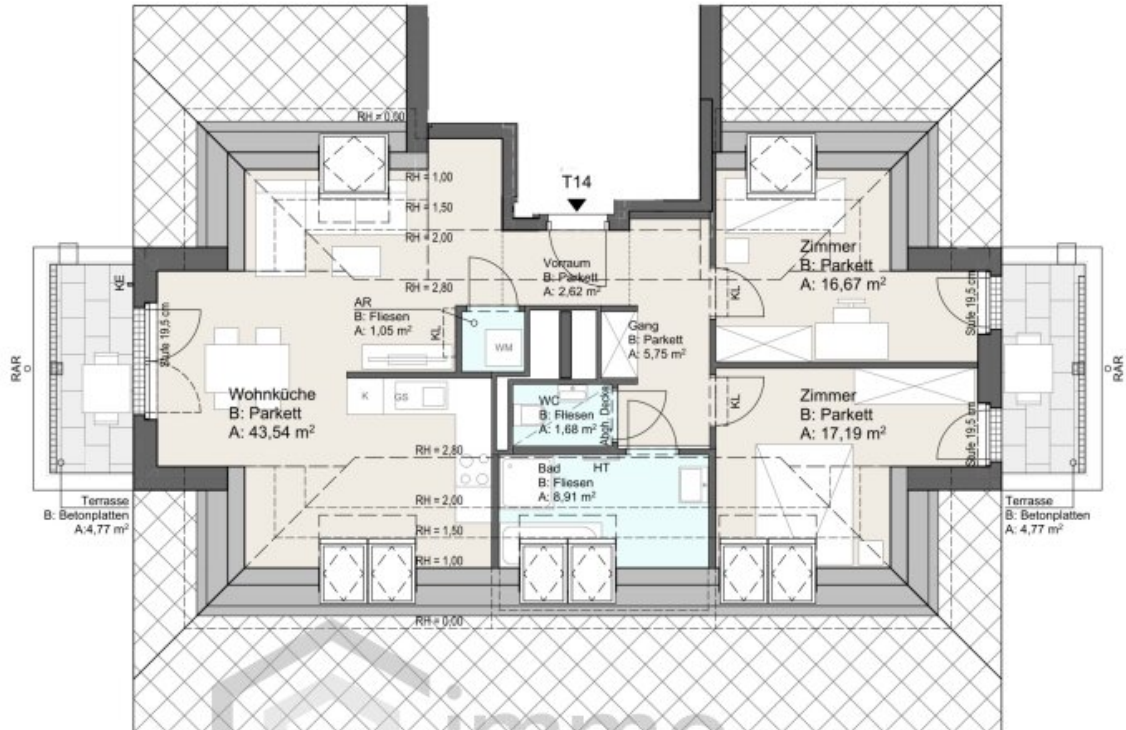 RH = 0,00
RH = 1,00
RH = 1,50
RH = 2,00
RH = 2,80
T14
Vorraum
B: Parkett
A: 2,62 m²
AR
B: Fliesen
A: 1,05 m²
KL
WM
Gang
B: Parkett
A: 5,75 m²
Zimmer
B: Parkett
A: 16,67 m²
KL
Stufe 19,5 cm
RAR
KE
Stufe 19,5 cm
RAR
Wohnküche
B: Parkett
A: 43,54 m²
K
GS
WC
B: Fliesen
A: 1,68 m²
Abgh. Decke
KL
Zimmer
B: Parkett
A: 17,19 m²
Stufe 19,5 cm
Bad
HT
B: Fliesen
A: 8,91 m²
RH = 2,80
RH = 2,00
RH = 1,50
RH = 1,00
RH = 0,00
Terrasse
B: Betonplatten
A:4,77 m²
Terrasse
B: Betonplatten
A: 4,77 m²
immo